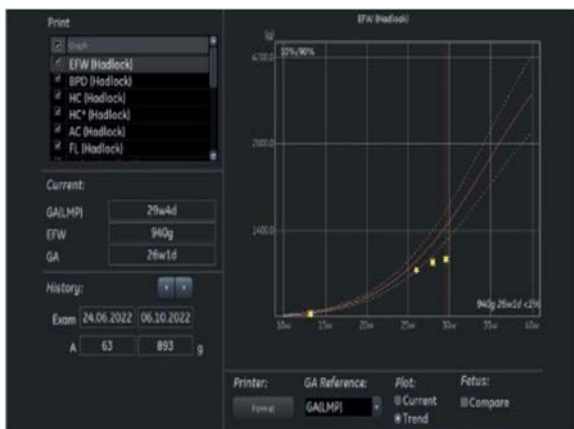 Print
Graph
EFW (Hadlock)
BPD (Hadlock)
HC (Hadlock)
HC* (Hadlock)
AC (Hadlock)
FL (Hadlock)
Current:
GA(LMP) 29w4d
EFW 940g
GA 26w1d
History:
Exam 24.06.2022 06.10.2022
A 63 893 g
EFW (Hadlock)
(g)
10%/90%
4200.0
2800.0
1400.0
940g 26w1d <1%
10w 15w 20w 25w 30w 35w 40w
Printer:
Format
GA Reference:
GA(LMP)
Plot:
Current
Trend
Fetus:
Compare